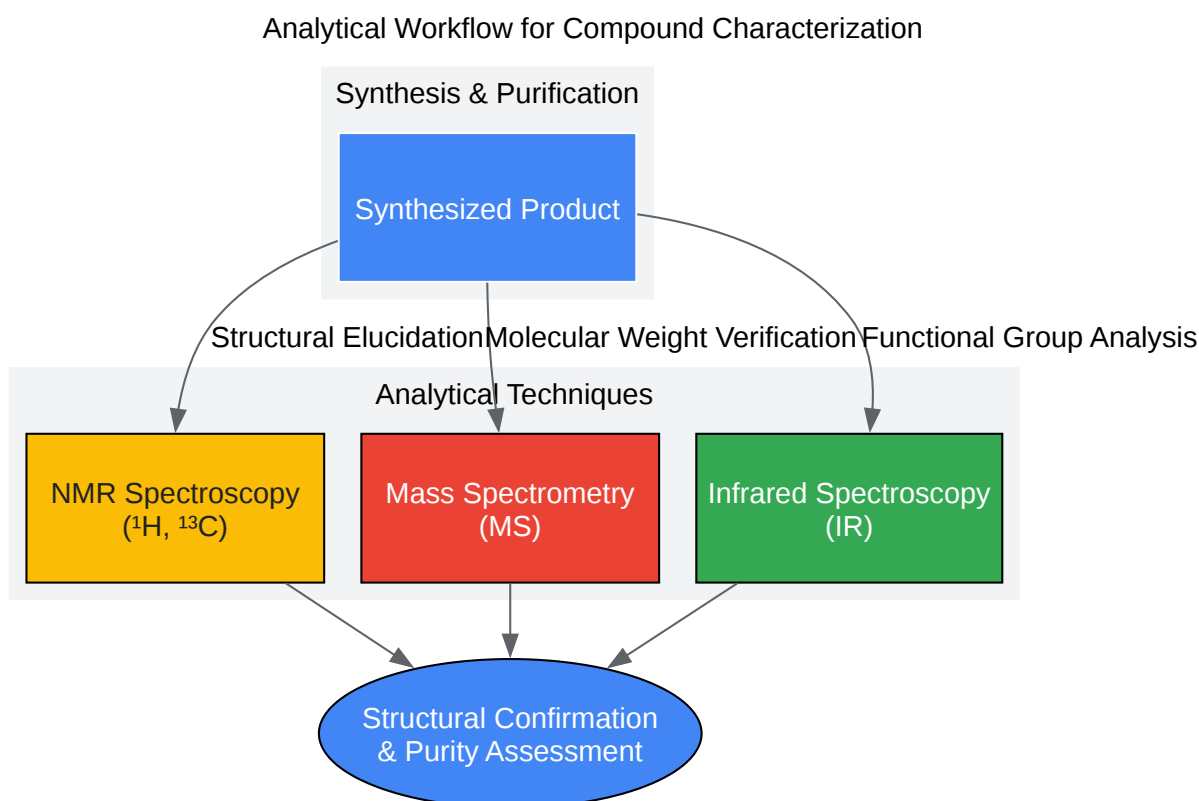 Analytical Workflow for Compound Characterization
Synthesis & Purification
Synthesized Product
Structural Elucidation
Molecular Weight Verification
Functional Group Analysis
Analytical Techniques
NMR Spectroscopy
(¹H, ¹³C)
Mass Spectrometry
(MS)
Infrared Spectroscopy
(IR)
Structural Confirmation
& Purity Assessment